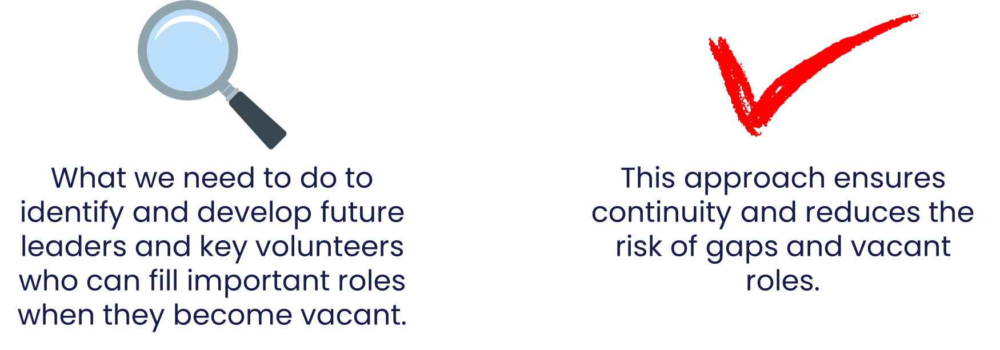 What we need to do to
identify and develop future
leaders and key volunteers
who can fill important roles
when they become vacant.
This approach ensures
continuity and reduces the
risk of gaps and vacant
roles.